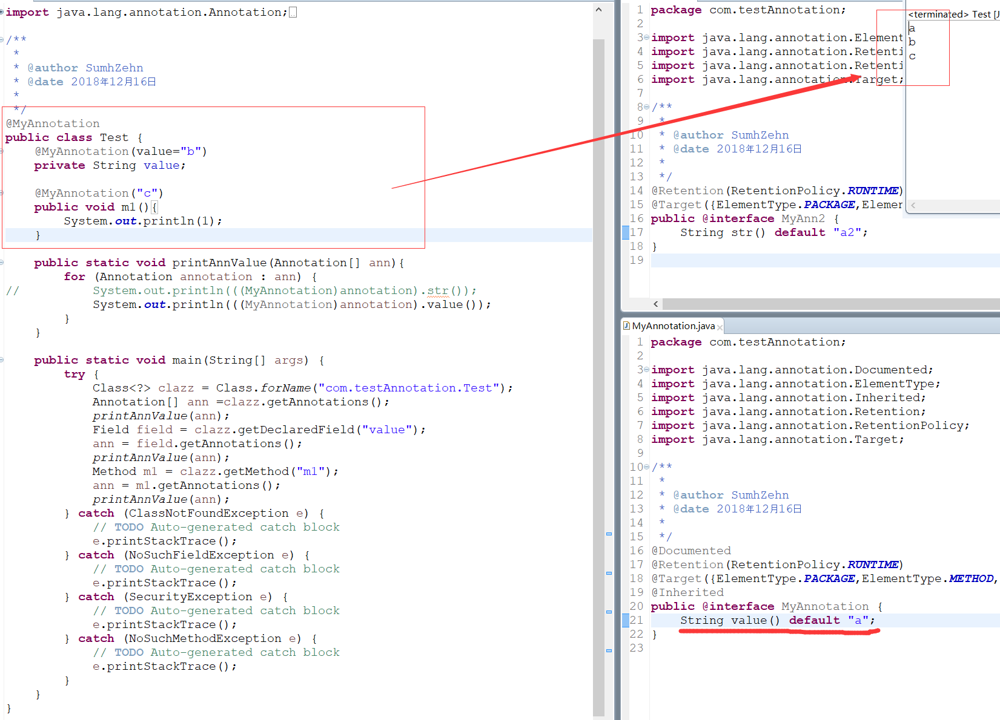 import java.lang.annotation.Annotation;
/**
 *
 * @author SumhZehn
 * @date 2018年12月16日
 *
 */
@MyAnnotation
public class Test {
    @MyAnnotation(value="b")
    private String value;
    @MyAnnotation("c")
    public void m1(){
        System.out.println(1);
    }
    public static void printAnnValue(Annotation[] ann){
        for (Annotation annotation : ann) {
//          System.out.println(((MyAnnotation)annotation).str());
            System.out.println(((MyAnnotation)annotation).value());
        }
    }
    public static void main(String[] args) {
        try {
            Class<?> clazz = Class.forName("com.testAnnotation.Test");
            Annotation[] ann =clazz.getAnnotations();
            printAnnValue(ann);
            Field field = clazz.getDeclaredField("value");
            ann = field.getAnnotations();
            printAnnValue(ann);
            Method m1 = clazz.getMethod("m1");
            ann = m1.getAnnotations();
            printAnnValue(ann);
        } catch (ClassNotFoundException e) {
            // TODO Auto-generated catch block
            e.printStackTrace();
        } catch (NoSuchFieldException e) {
            // TODO Auto-generated catch block
            e.printStackTrace();
        } catch (SecurityException e) {
            // TODO Auto-generated catch block
            e.printStackTrace();
        } catch (NoSuchMethodException e) {
            // TODO Auto-generated catch block
            e.printStackTrace();
        }
    }
}
1 package com.testAnnotation;
2
3 import java.lang.annotation.Element
4 import java.lang.annotation.Retenti
5 import java.lang.annotation.Retenti
6 import java.lang.annotation.Target;
7
8 /**
9  *
10  * @author SumhZehn
11  * @date 2018年12月16日
12  *
13  */
14 @Retention(RetentionPolicy.RUNTIME)
15 @Target({ElementType.PACKAGE,Elemen
16 public @interface MyAnn2 {
17     String str() default "a2";
18 }
19
<terminated> Test [J
a
b
c
MyAnnotation.java
1 package com.testAnnotation;
2
3 import java.lang.annotation.Documented;
4 import java.lang.annotation.ElementType;
5 import java.lang.annotation.Inherited;
6 import java.lang.annotation.Retention;
7 import java.lang.annotation.RetentionPolicy;
8 import java.lang.annotation.Target;
9
10 /**
11  *
12  * @author SumhZehn
13  * @date 2018年12月16日
14  *
15  */
16 @Documented
17 @Retention(RetentionPolicy.RUNTIME)
18 @Target({ElementType.PACKAGE,ElementType.METHOD,
19 @Inherited
20 public @interface MyAnnotation {
21     String value() default "a";
22 }
23